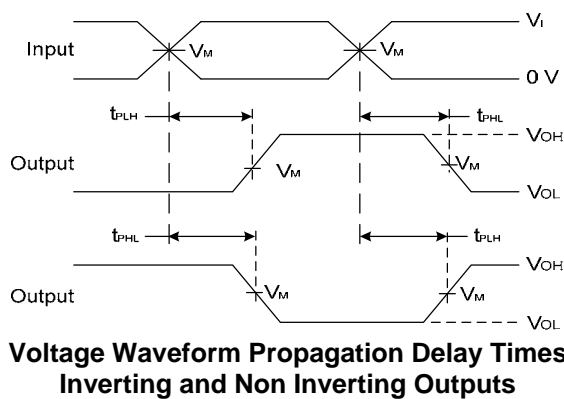 VI
Input VM VM
0 V
tPLH tPHL
VOH
Output VM VM
VOL
tPHL tPLH
VOH
Output VM VM
VOL
Voltage Waveform Propagation Delay Times
Inverting and Non Inverting Outputs